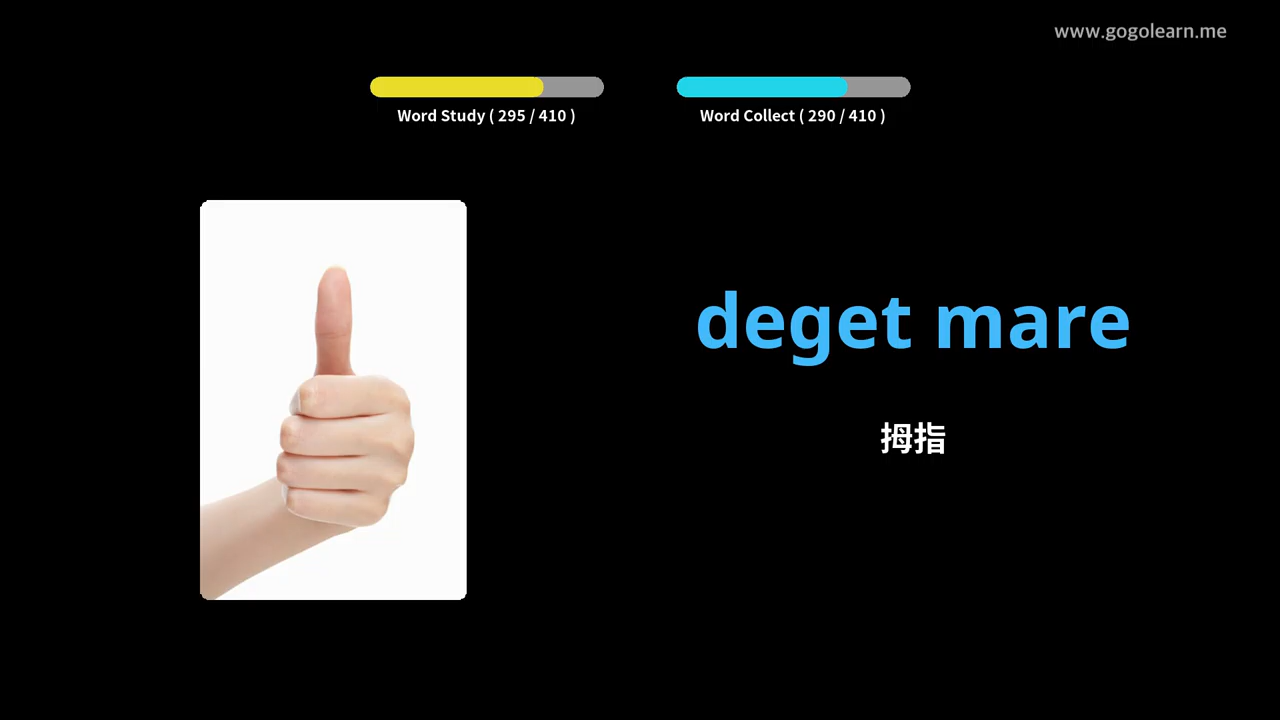 www.gogolearn.me
Word Study ( 295 / 410 )
Word Collect ( 290 / 410 )
deget mare
拇指